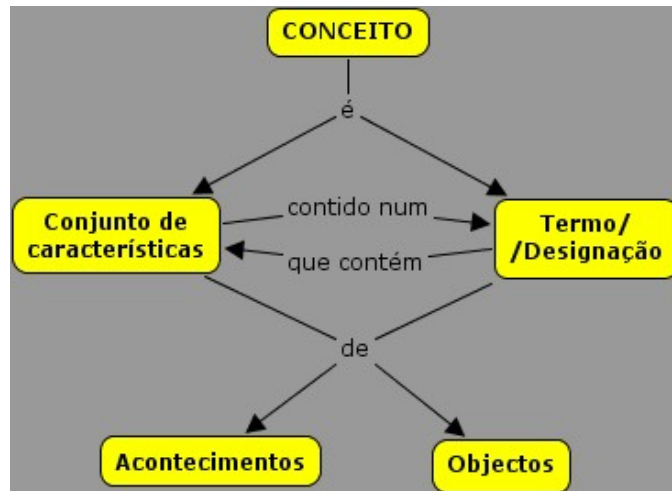 CONCEITO
é
Conjunto de
características
contido num
que contém
Termo/
/Designação
de
Acontecimentos
Objectos